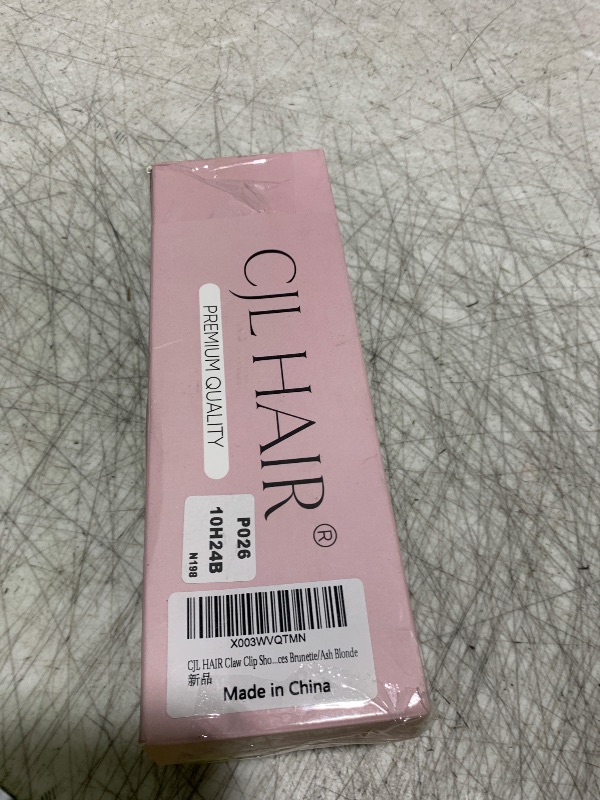 CJL HAIR®
PREMIUM QUALITY
P026
10H24B
N198
X003WVQTMN
CJL HAIR Claw Clip Sho...ces Brunette/Ash Blonde
新品
Made in China